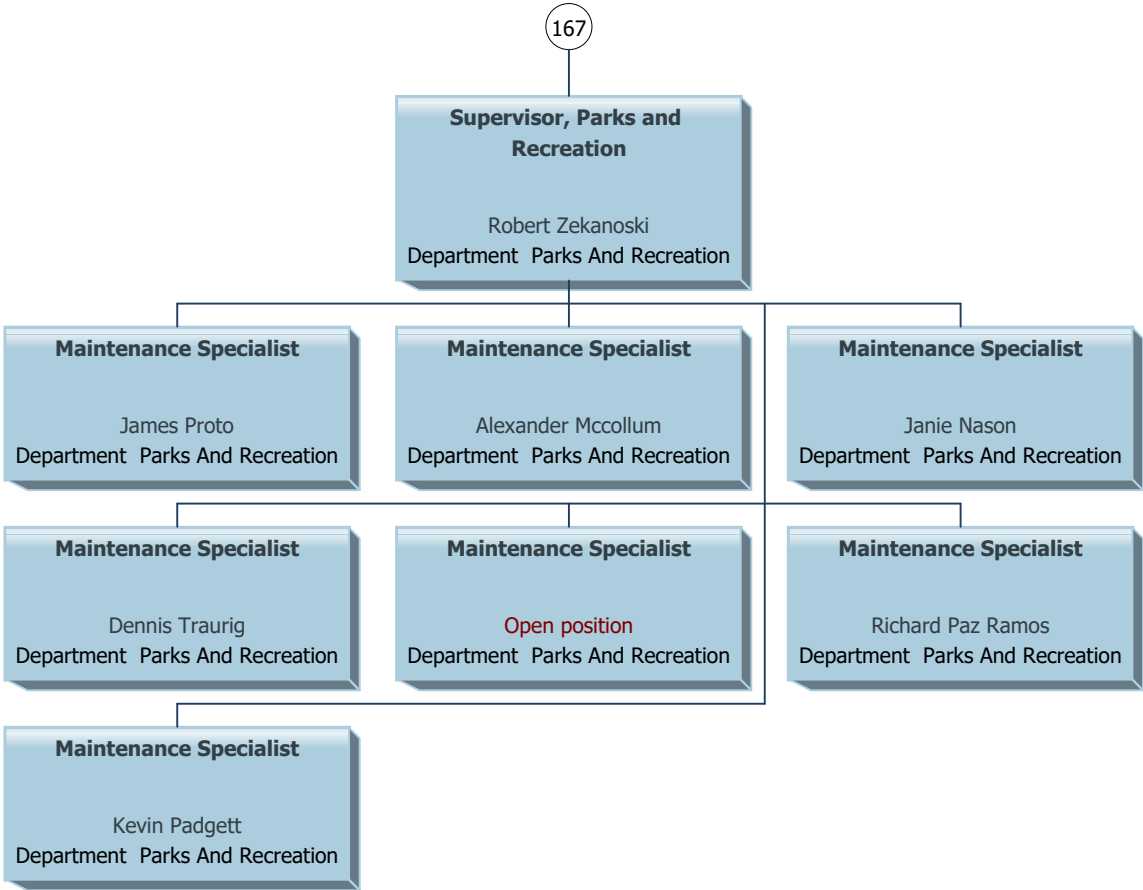 167
Supervisor, Parks and
Recreation
Robert Zekanoski
Department  Parks And Recreation
Maintenance Specialist
James Proto
Department  Parks And Recreation
Maintenance Specialist
Alexander Mccollum
Department  Parks And Recreation
Maintenance Specialist
Janie Nason
Department  Parks And Recreation
Maintenance Specialist
Dennis Traurig
Department  Parks And Recreation
Maintenance Specialist
Open position
Department  Parks And Recreation
Maintenance Specialist
Richard Paz Ramos
Department  Parks And Recreation
Maintenance Specialist
Kevin Padgett
Department  Parks And Recreation